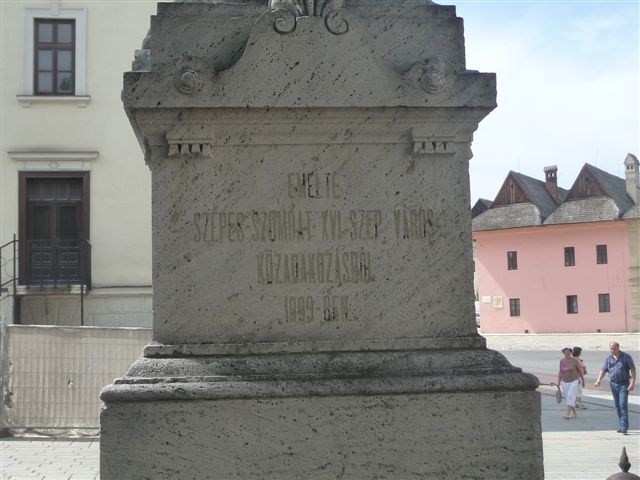 EMELTE
SZEPES-SZOMBAT XVI SZEP. VÁROS
KÖZADAKOZÁSBÓL
1899-BEN